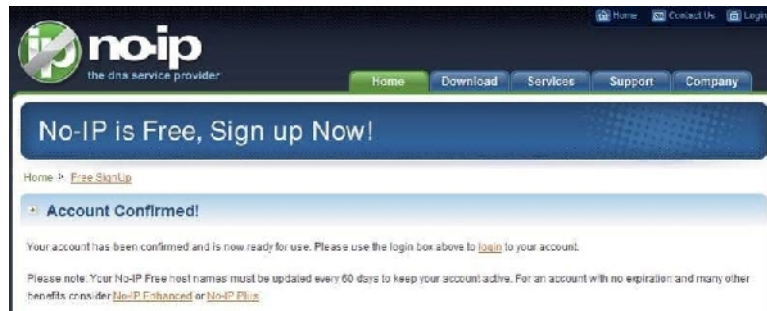 Home Contact Us Login
no-ip
the dns service provider
Home Download Services Support Company
No-IP is Free, Sign up Now!
Home > Free SignUp
Account Confirmed!
Your account has been confirmed and is now ready for use. Please use the login box above to login to your account.
Please note: Your No-IP Free host names must be updated every 60 days to keep your account active. For an account with no expiration and many other
benefits consider No-IP Enhanced or No-IP Plus